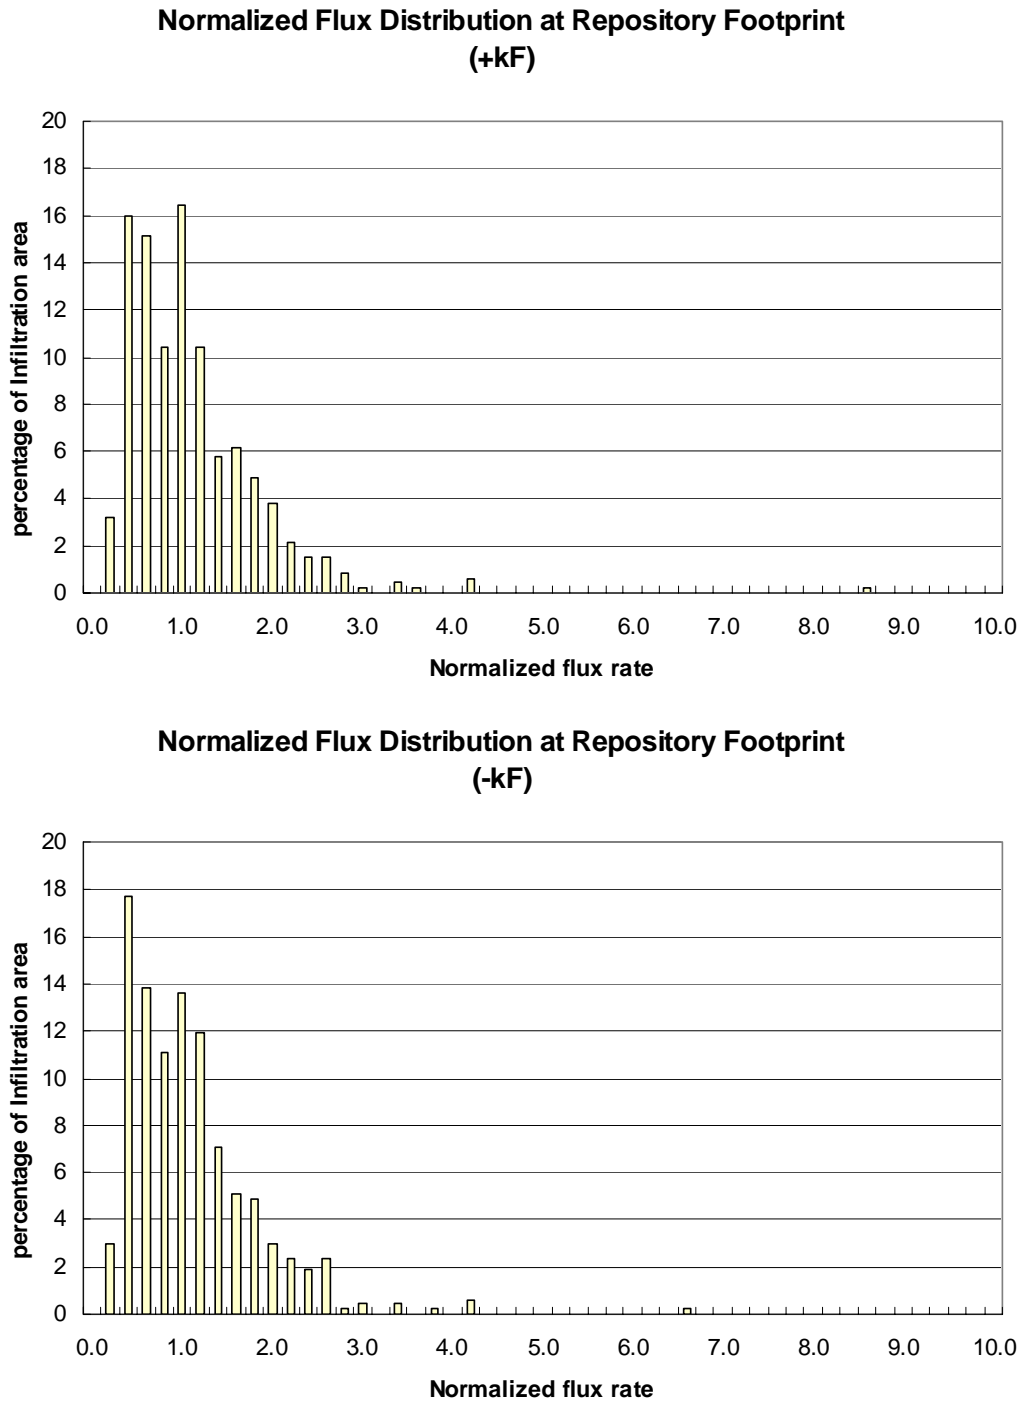 Normalized Flux Distribution at Repository Footprint
(+kF)
20
18
16
14
12
10
8
6
4
2
0
percentage of Infiltration area
0.0 1.0 2.0 3.0 4.0 5.0 6.0 7.0 8.0 9.0 10.0
Normalized flux rate
Normalized Flux Distribution at Repository Footprint
(-kF)
20
18
16
14
12
10
8
6
4
2
0
percentage of Infiltration area
0.0 1.0 2.0 3.0 4.0 5.0 6.0 7.0 8.0 9.0 10.0
Normalized flux rate